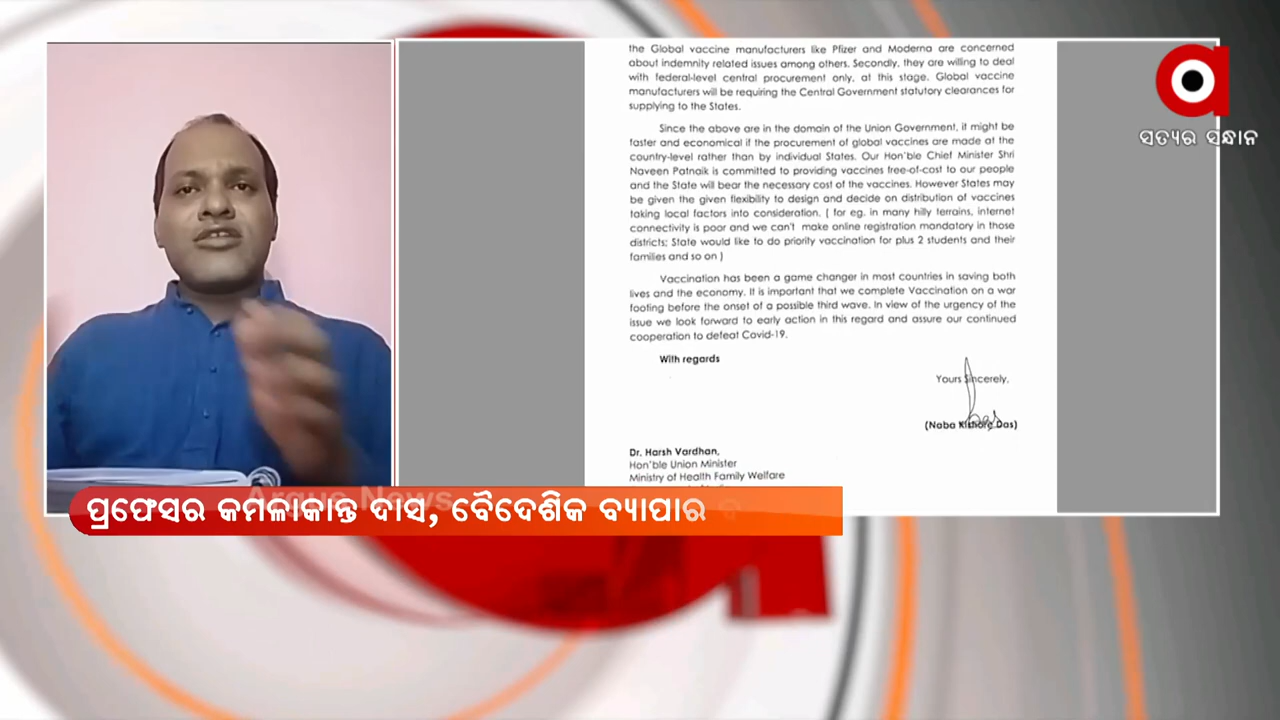 the Global vaccine manufacturers like Pfizer and Moderna are concerned
about indemnity related issues among others. Secondly, they are willing to deal
with federal-level central procurement only, at this stage. Global vaccine
manufacturers will be requiring the Central Government statutory clearances for
supplying to the States.
Since the above are in the domain of the Union Government, it might be
faster and economical if the procurement of global vaccines are made at the
country-level rather than by individual States. Our Hon'ble Chief Minister Shri
Naveen Patnaik is committed to providing vaccines free-of-cost to our people
and the State will bear the necessary cost of the vaccines. However States may
be given the given flexibility to design and decide on distribution of vaccines
taking local factors into consideration. ( for eg. in many hilly terrains, internet
connectivity is poor and we can't make online registration mandatory in those
districts; State would like to do priority vaccination for plus 2 students and their
families and so on )
Vaccination has been a game changer in most countries in saving both
lives and the economy. It is important that we complete Vaccination on a war
footing before the onset of a possible third wave. In view of the urgency of the
issue we look forward to early action in this regard and assure our continued
cooperation to defeat Covid-19.
With regards
Yours Sincerely,
(Naba Kishore Das)
Dr. Harsh Vardhan,
Hon'ble Union Minister
Ministry of Health Family Welfare
ସତ୍ୟର ସନ୍ଧାନ
Argus News
ପ୍ରଫେସର କମଳାକାନ୍ତ ଦାସ, ବୈଦେଶିକ ବ୍ୟାପାର